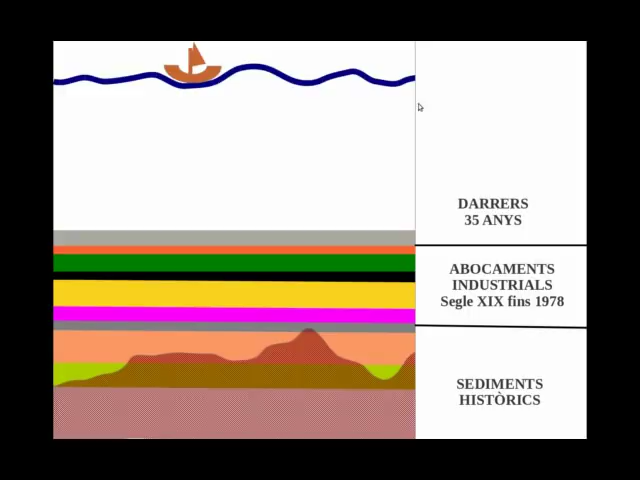 DARRERS
35 ANYS
ABOCAMENTS
INDUSTRIALS
Segle XIX fins 1978
SEDIMENTS
HISTÒRICS